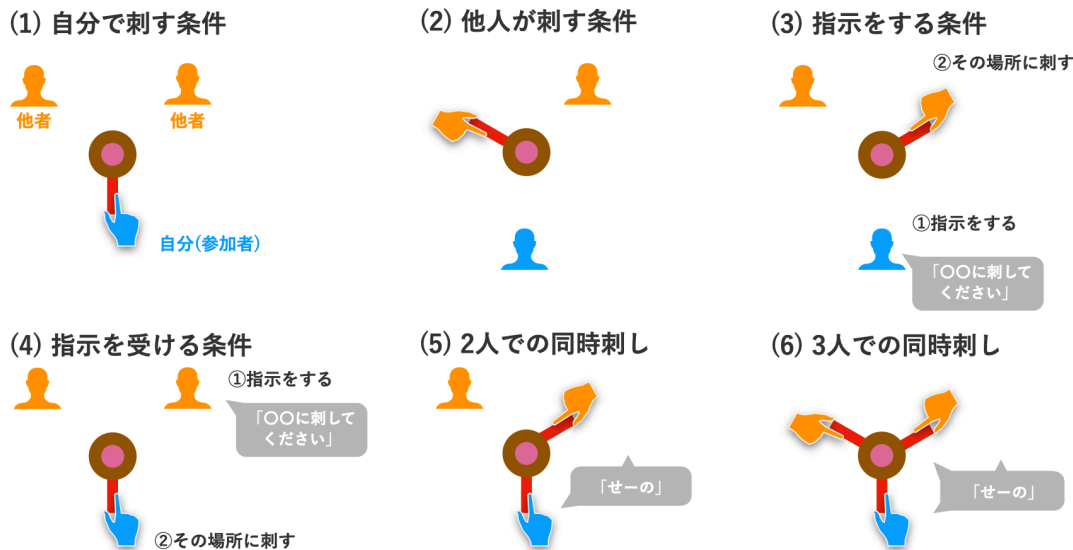 (1) 自分で刺す条件
他者
他者
自分(参加者)
(2) 他人が刺す条件
(3) 指示をする条件
②その場所に刺す
①指示をする
「〇〇に刺して
ください」
(4) 指示を受ける条件
①指示をする
「〇〇に刺して
ください」
②その場所に刺す
(5) 2人での同時刺し
「せーの」
(6) 3人での同時刺し
「せーの」